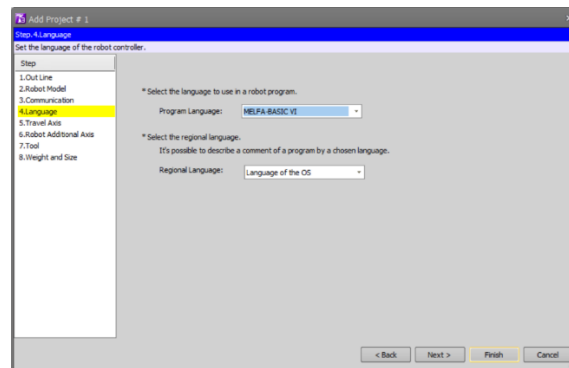 Add Project # 1
Step.4.Language
Set the language of the robot controller.
Step
1.Out Line
2.Robot Model
3.Communication
4.Language
5.Travel Axis
6.Robot Additional Axis
7.Tool
8.Weight and Size
* Select the language to use in a robot program.
Program Language: MELFA-BASIC VI
* Select the regional language.
It's possible to describe a comment of a program by a chosen language.
Regional Language: Language of the OS
< Back Next > Finish Cancel